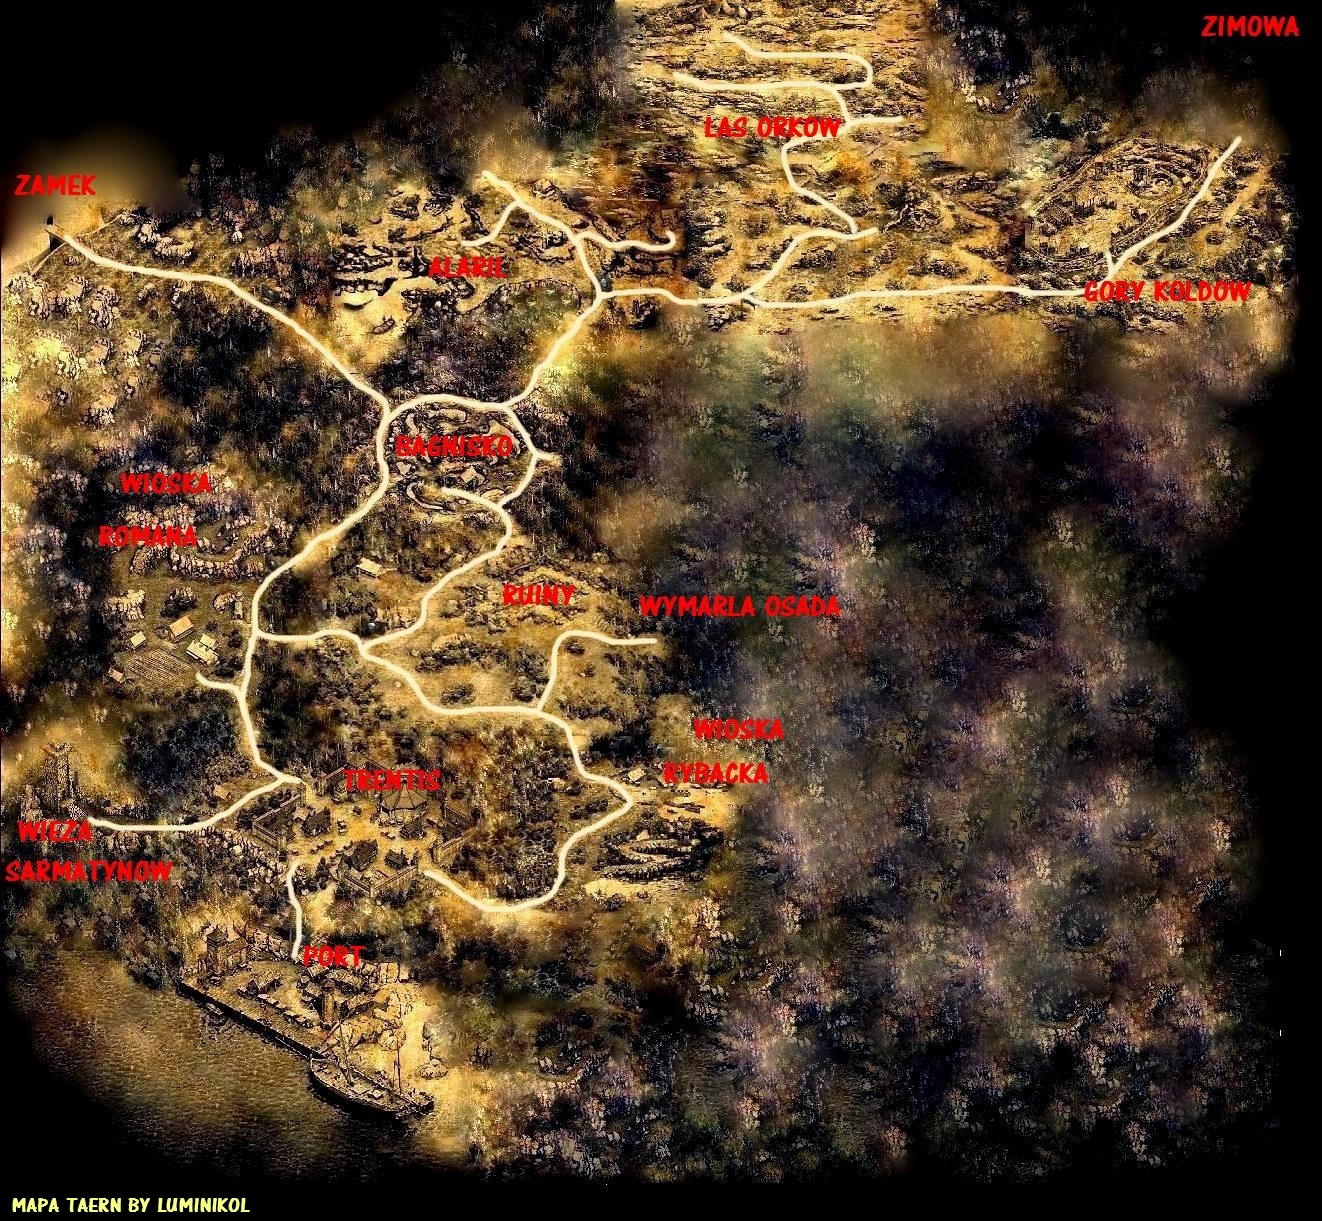 ZIMOWA
LAS ORKOW
ZAMEK
ALARIL
GORY KOLDOW
BAGNISKO
WIOSKA
ROMANA
RUINY
WYMARLA OSADA
WIOSKA
RYBACKA
TRENTIS
WIEZA
SARMATYNOW
PORT
MAPA TAERN BY LUMINIKOL